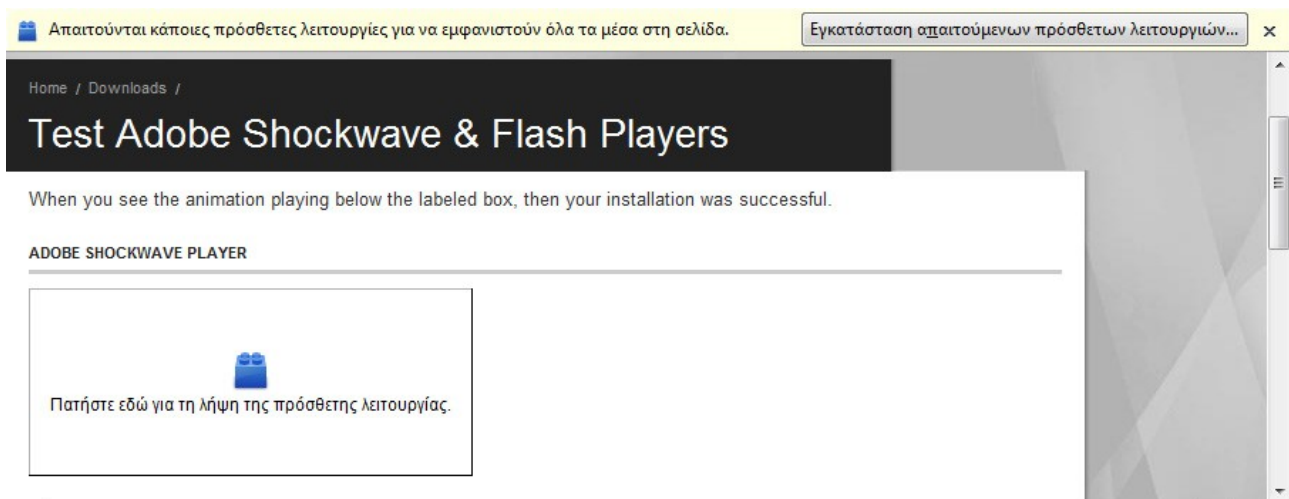 Απαιτούνται κάποιες πρόσθετες λειτουργίες για να εμφανιστούν όλα τα μέσα στη σελίδα.
Εγκατάσταση απαιτούμενων πρόσθετων λειτουργιών...
Home / Downloads /
Test Adobe Shockwave & Flash Players
When you see the animation playing below the labeled box, then your installation was successful.
ADOBE SHOCKWAVE PLAYER
Πατήστε εδώ για τη λήψη της πρόσθετης λειτουργίας.